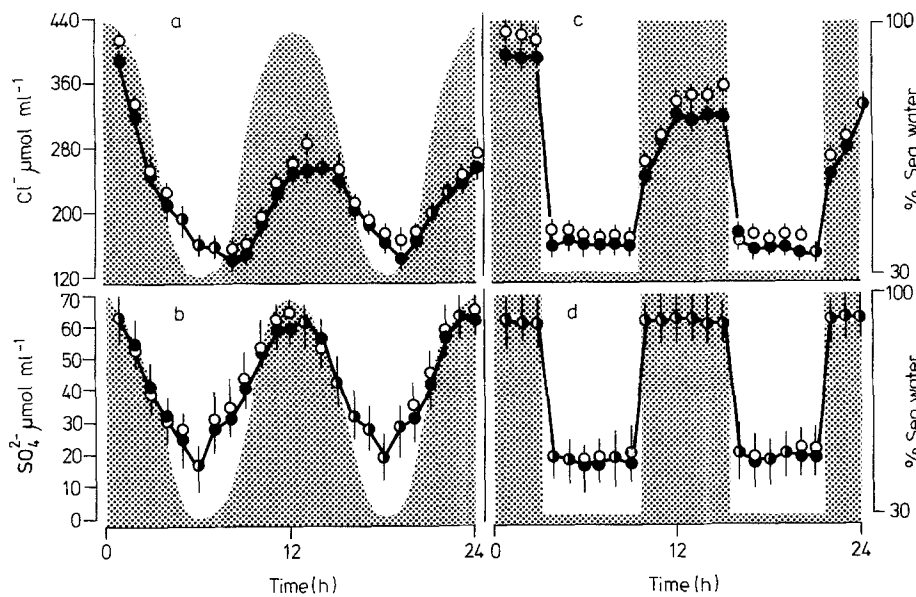 440
360
280
200
120
Cl⁻ μmol ml⁻¹
a
c
100
30
% Sea water
70
60
50
40
30
20
10
0
SO₄²⁻ μmol ml⁻¹
b
d
100
30
% Sea water
0
12
24
0
12
24
Time(h)
Time(h)